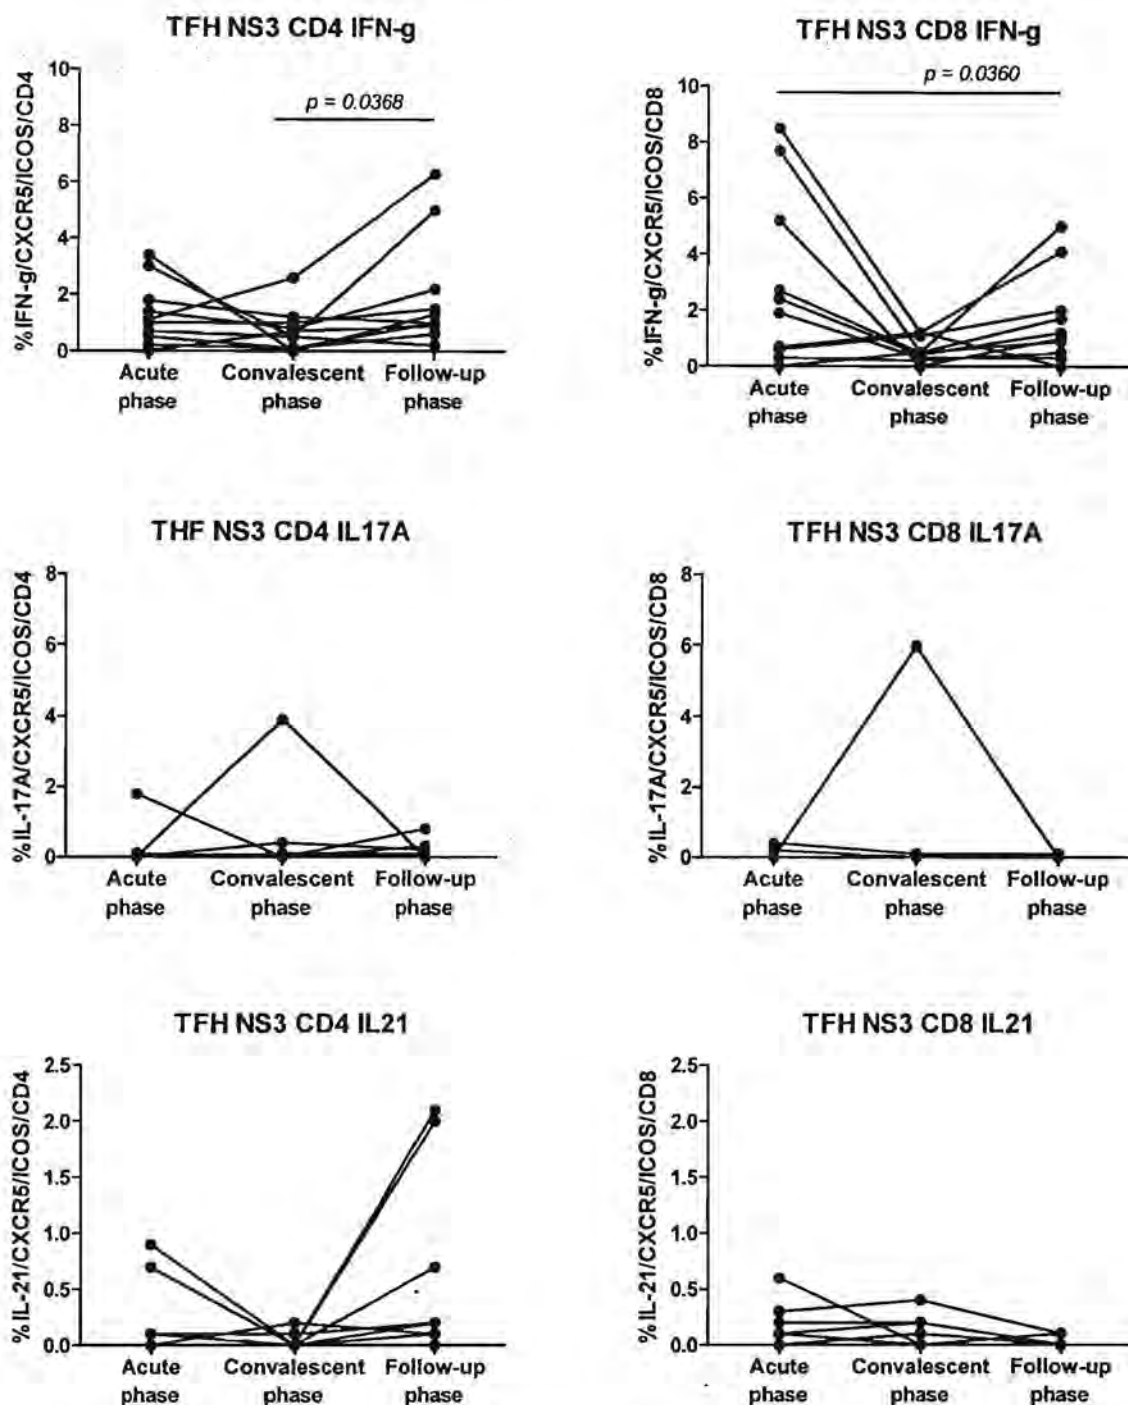 TFH NS3 CD4 IFN-g
%IFN-g/CXCR5/ICOS/CD4
10
8
6
4
2
0
p = 0.0368
Acute phase
Convalescent phase
Follow-up phase
TFH NS3 CD8 IFN-g
%IFN-g/CXCR5/ICOS/CD8
10
8
6
4
2
0
p = 0.0360
Acute phase
Convalescent phase
Follow-up phase
THF NS3 CD4 IL17A
%IL-17A/CXCR5/ICOS/CD4
8
6
4
2
0
Acute phase
Convalescent phase
Follow-up phase
TFH NS3 CD8 IL17A
%IL-17A/CXCR5/ICOS/CD8
8
6
4
2
0
Acute phase
Convalescent phase
Follow-up phase
TFH NS3 CD4 IL21
%IL-21/CXCR5/ICOS/CD4
2.5
2.0
1.5
1.0
0.5
0.0
Acute phase
Convalescent phase
Follow-up phase
TFH NS3 CD8 IL21
%IL-21/CXCR5/ICOS/CD8
2.5
2.0
1.5
1.0
0.5
0.0
Acute phase
Convalescent phase
Follow-up phase